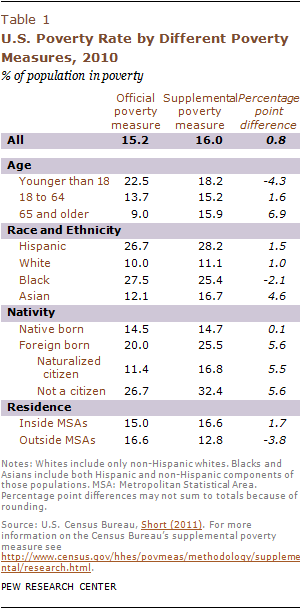 Table 1
U.S. Poverty Rate by Different Poverty
Measures, 2010
% of population in poverty
Official Supplemental Percentage
poverty poverty point
measure measure difference
All 15.2 16.0 0.8
Age
Younger than 18 22.5 18.2 -4.3
18 to 64 13.7 15.2 1.6
65 and older 9.0 15.9 6.9
Race and Ethnicity
Hispanic 26.7 28.2 1.5
White 10.0 11.1 1.0
Black 27.5 25.4 -2.1
Asian 12.1 16.7 4.6
Nativity
Native born 14.5 14.7 0.1
Foreign born 20.0 25.5 5.6
Naturalized
citizen 11.4 16.8 5.5
Not a citizen 26.7 32.4 5.6
Residence
Inside MSAs 15.0 16.6 1.7
Outside MSAs 16.6 12.8 -3.8
Notes: Whites include only non-Hispanic whites. Blacks and
Asians include both Hispanic and non-Hispanic components of
those populations. MSA: Metropolitan Statistical Area.
Percentage point differences may not sum to totals because of
rounding.
Source: U.S. Census Bureau, Short (2011). For more
information on the Census Bureau's supplemental poverty
measure see
http://www.census.gov/hhes/povmeas/methodology/suppleme
ntal/research.html.
PEW RESEARCH CENTER